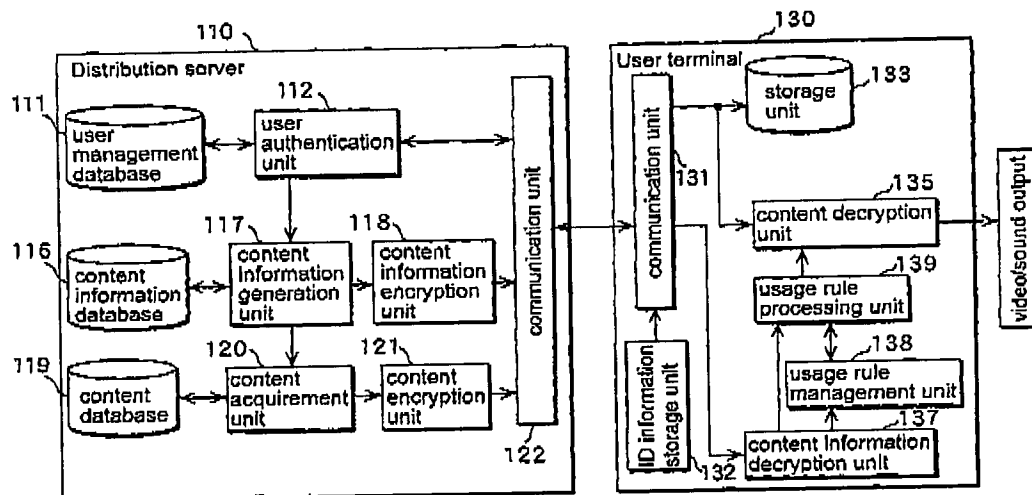 110
130
Distribution server
User terminal
111
112
133
user
management
database
user
authentication
unit
storage
unit
communication unit
131
135
content decryption
unit
video/sound output
116
117
118
content
information
database
content
Information
generation
unit
content
information
encryption
unit
communication unit
139
usage rule
processing unit
138
usage rule
management unit
119
120
121
content
database
content
acquirement
unit
content
encryption
unit
122
ID information
storage unit
132
137
content Information
decryption unit